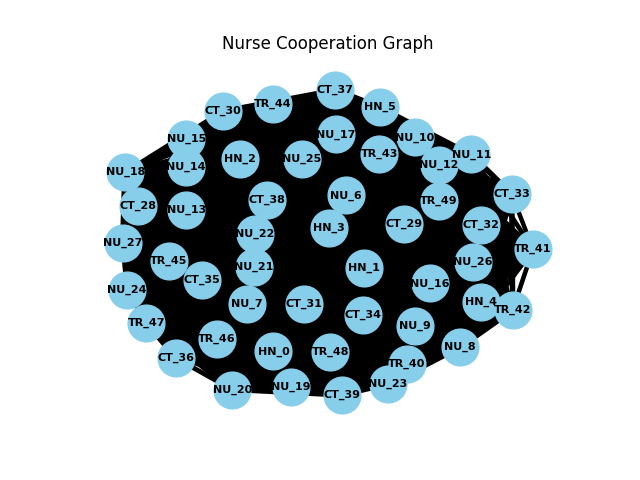 Nurse Cooperation Graph
CT_37
TR_44
HN_5
CT_30
NU_17
NU_15
NU_10
NU_14
HN_2
NU_25
TR_43
NU_12
NU_11
NU_18
CT_28
NU_13
CT_38
NU_6
TR_49
CT_33
NU_22
HN_3
CT_29
CT_32
NU_27
TR_41
TR_45
CT_35
NU_21
HN_1
NU_26
NU_16
NU_24
NU_7
CT_31
CT_34
HN_4
TR_42
TR_47
NU_9
TR_46
HN_0
TR_48
NU_8
CT_36
TR_40
NU_20
NU_19
CT_39
NU_23